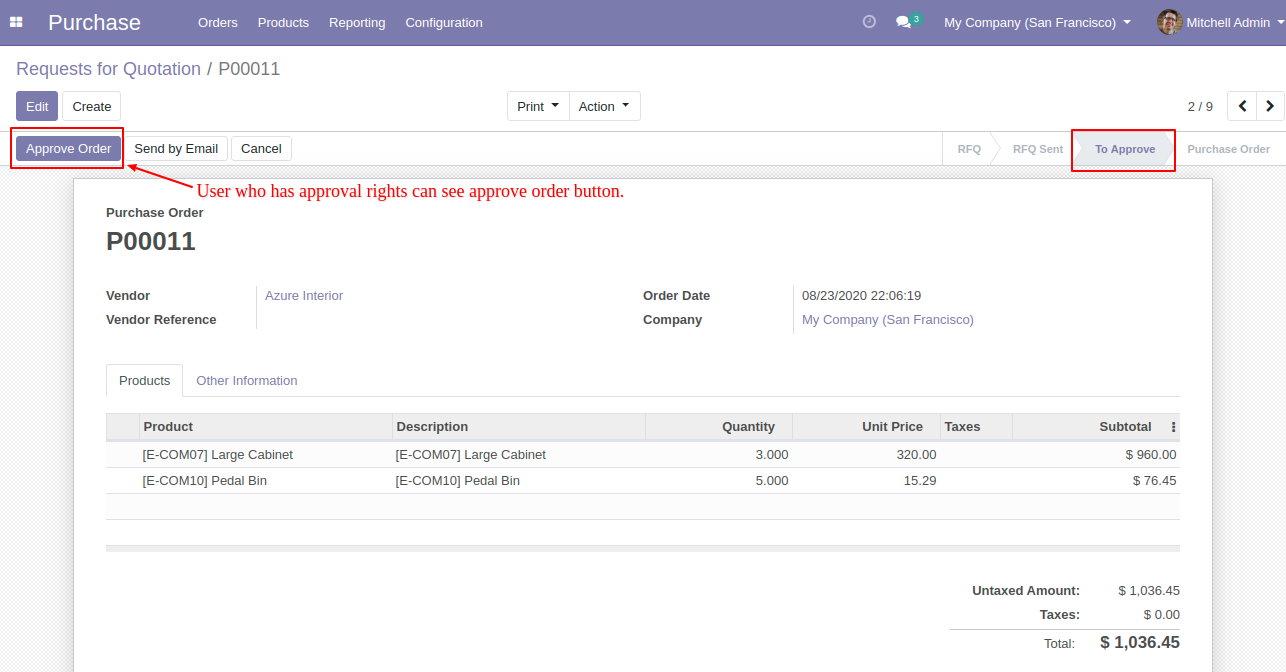 Purchase Orders Products Reporting Configuration 3 My Company (San Francisco) Mitchell Admin
Requests for Quotation / P00011
Edit Create Print Action 2 / 9
Approve Order Send by Email Cancel RFQ RFQ Sent To Approve Purchase Order
User who has approval rights can see approve order button.
Purchase Order
P00011
Vendor Azure Interior Order Date 08/23/2020 22:06:19
Vendor Reference Company My Company (San Francisco)
Products Other Information
Product Description Quantity Unit Price Taxes Subtotal
[E-COM07] Large Cabinet [E-COM07] Large Cabinet 3.000 320.00 $ 960.00
[E-COM10] Pedal Bin [E-COM10] Pedal Bin 5.000 15.29 $ 76.45
Untaxed Amount: $ 1,036.45
Taxes: $ 0.00
Total: $ 1,036.45